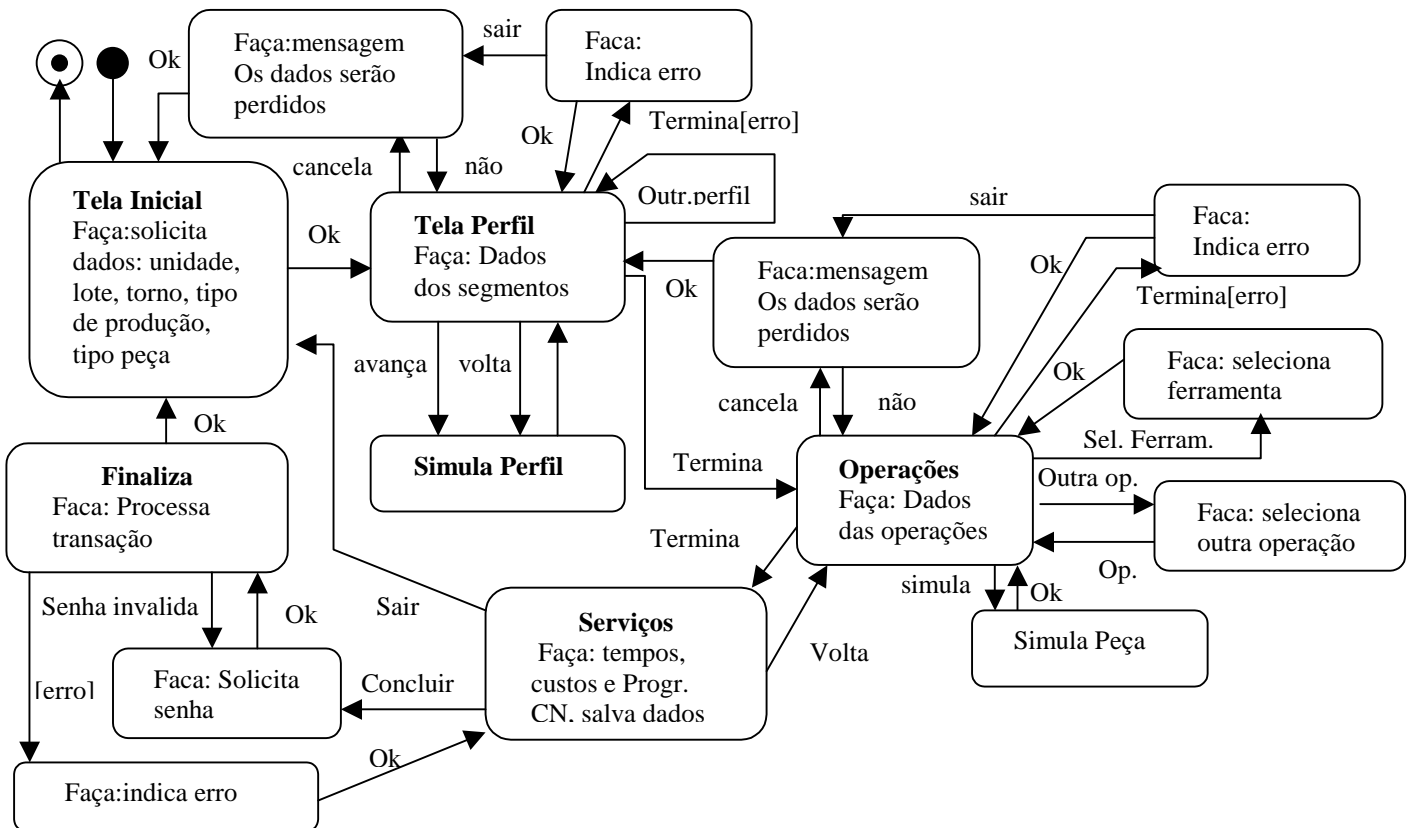 Ok
Faça:mensagem
Os dados serão
perdidos
sair
Faca:
Indica erro
Ok
Termina[erro]
cancela
não
Outr.perfil
Tela Inicial
Faça:solicita
dados: unidade,
lote, torno, tipo
de produção,
tipo peça
Ok
Tela Perfil
Faça: Dados
dos segmentos
Ok
sair
Faca:mensagem
Os dados serão
perdidos
Faca:
Indica erro
Ok
Termina[erro]
avança
volta
cancela
não
Ok
Faca: seleciona
ferramenta
Sel. Ferram.
Ok
Simula Perfil
Termina
Operações
Faça: Dados
das operações
Outra op.
Faca: seleciona
outra operação
Op.
Finaliza
Faca: Processa
transação
Termina
simula
Ok
Simula Peça
Senha invalida
Ok
Sair
Serviços
Faça: tempos,
custos e Progr.
CN. salva dados
Volta
[erro]
Faca: Solicita
senha
Concluir
Ok
Faça:indica erro